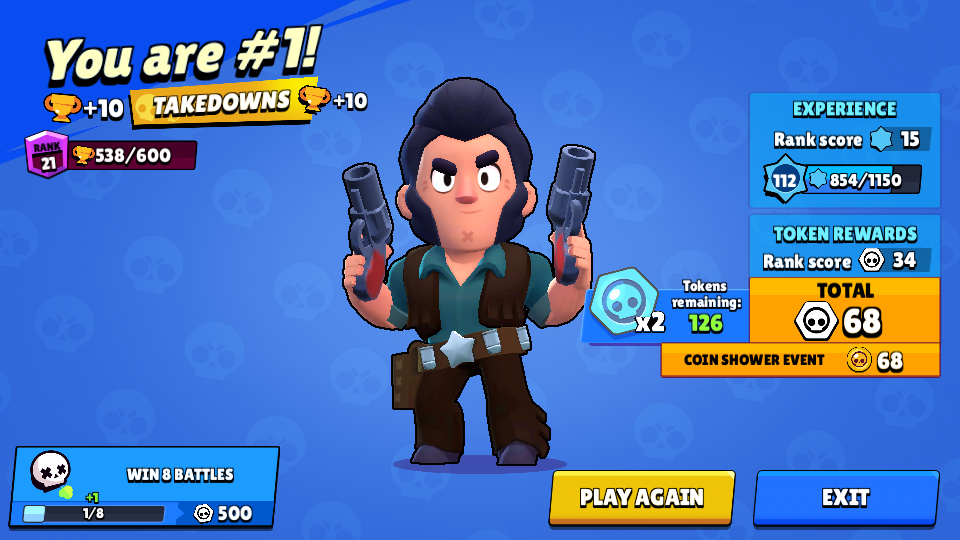 You are #1!
+10 TAKEDOWNS +10
RANK 21 538/600
EXPERIENCE
Rank score 15
112 854/1150
TOKEN REWARDS
Rank score 34
Tokens remaining: 126
x2
TOTAL
68
COIN SHOWER EVENT 68
WIN 8 BATTLES
+1
1/8 500
PLAY AGAIN
EXIT